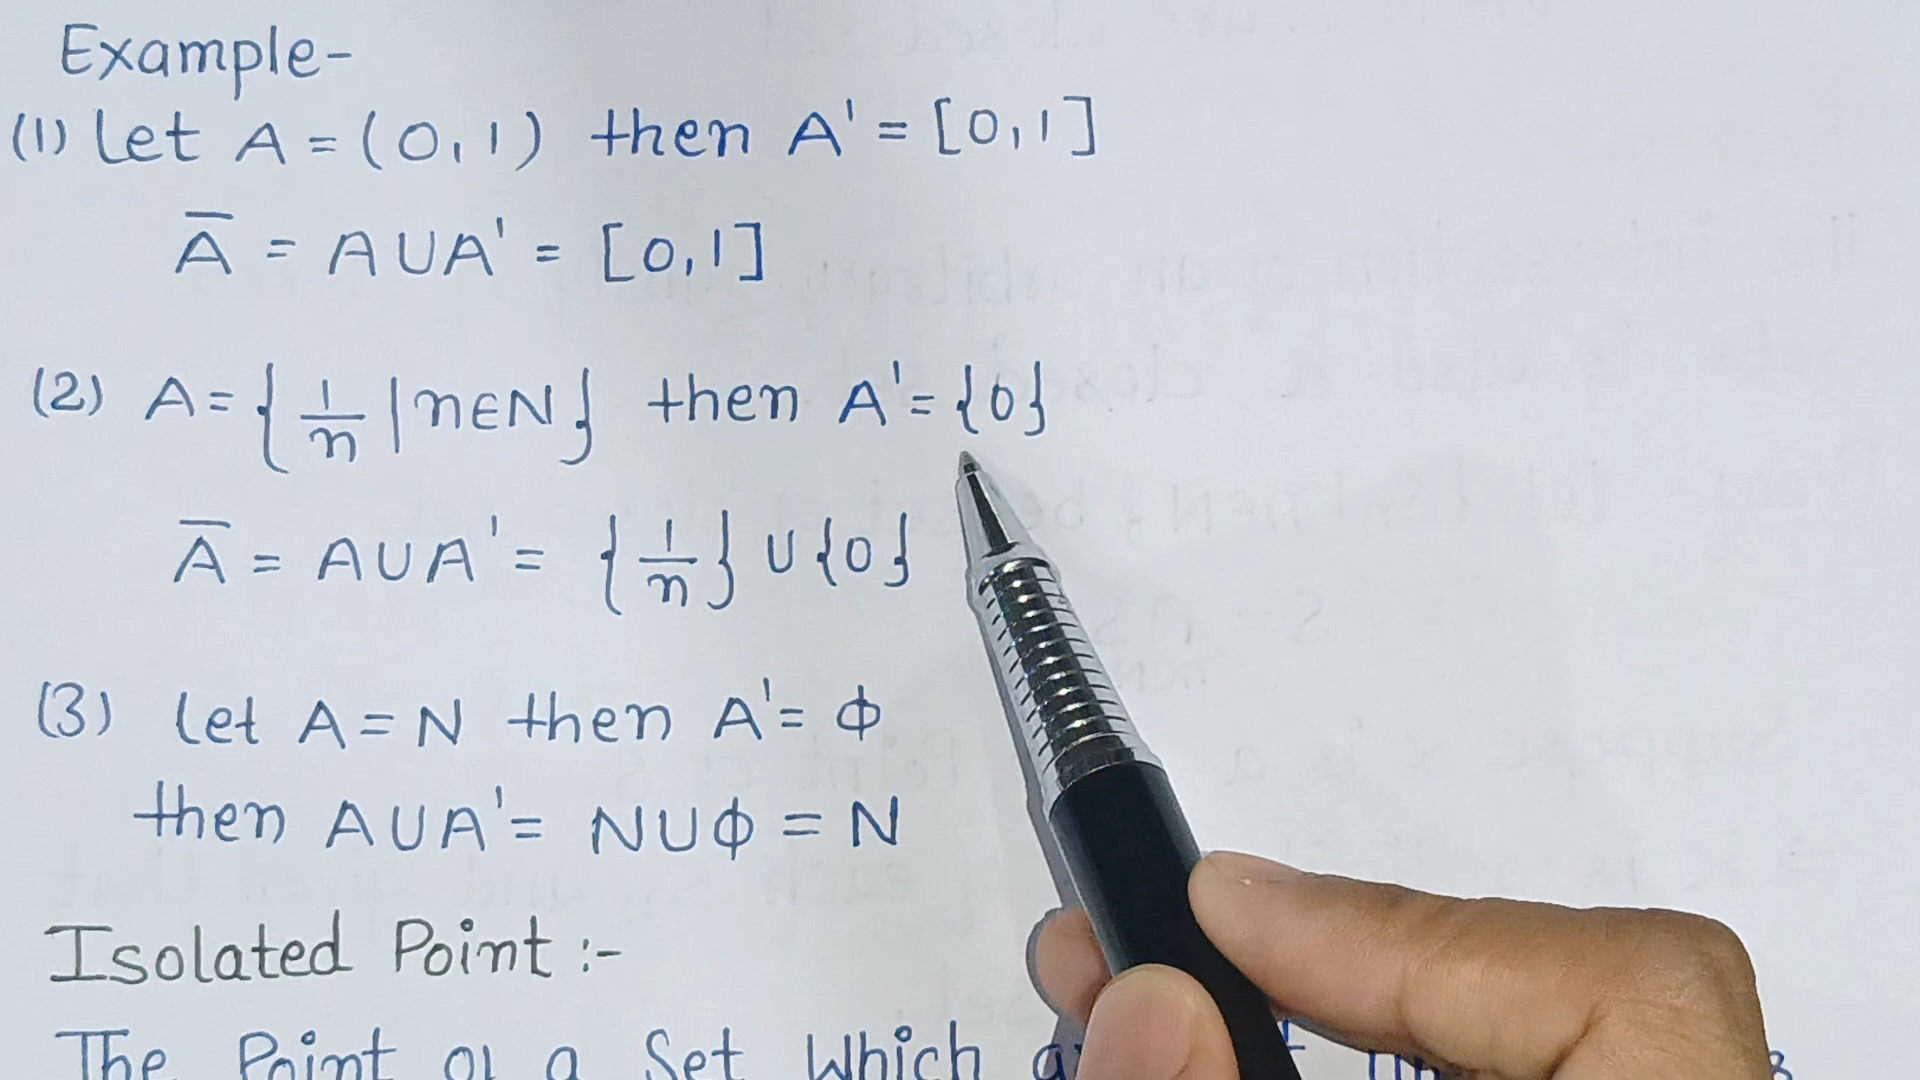 Example-
(1) Let A = (0,1) then A' = [0,1]
A̅ = A∪A' = [0,1]
(2) A = {1/n | n∈N} then A' = {0}
A̅ = A∪A' = {1/n} ∪ {0}
(3) Let A = N then A' = ϕ
then A∪A' = N∪ϕ = N
Isolated Point :-
The Point of a Set Which